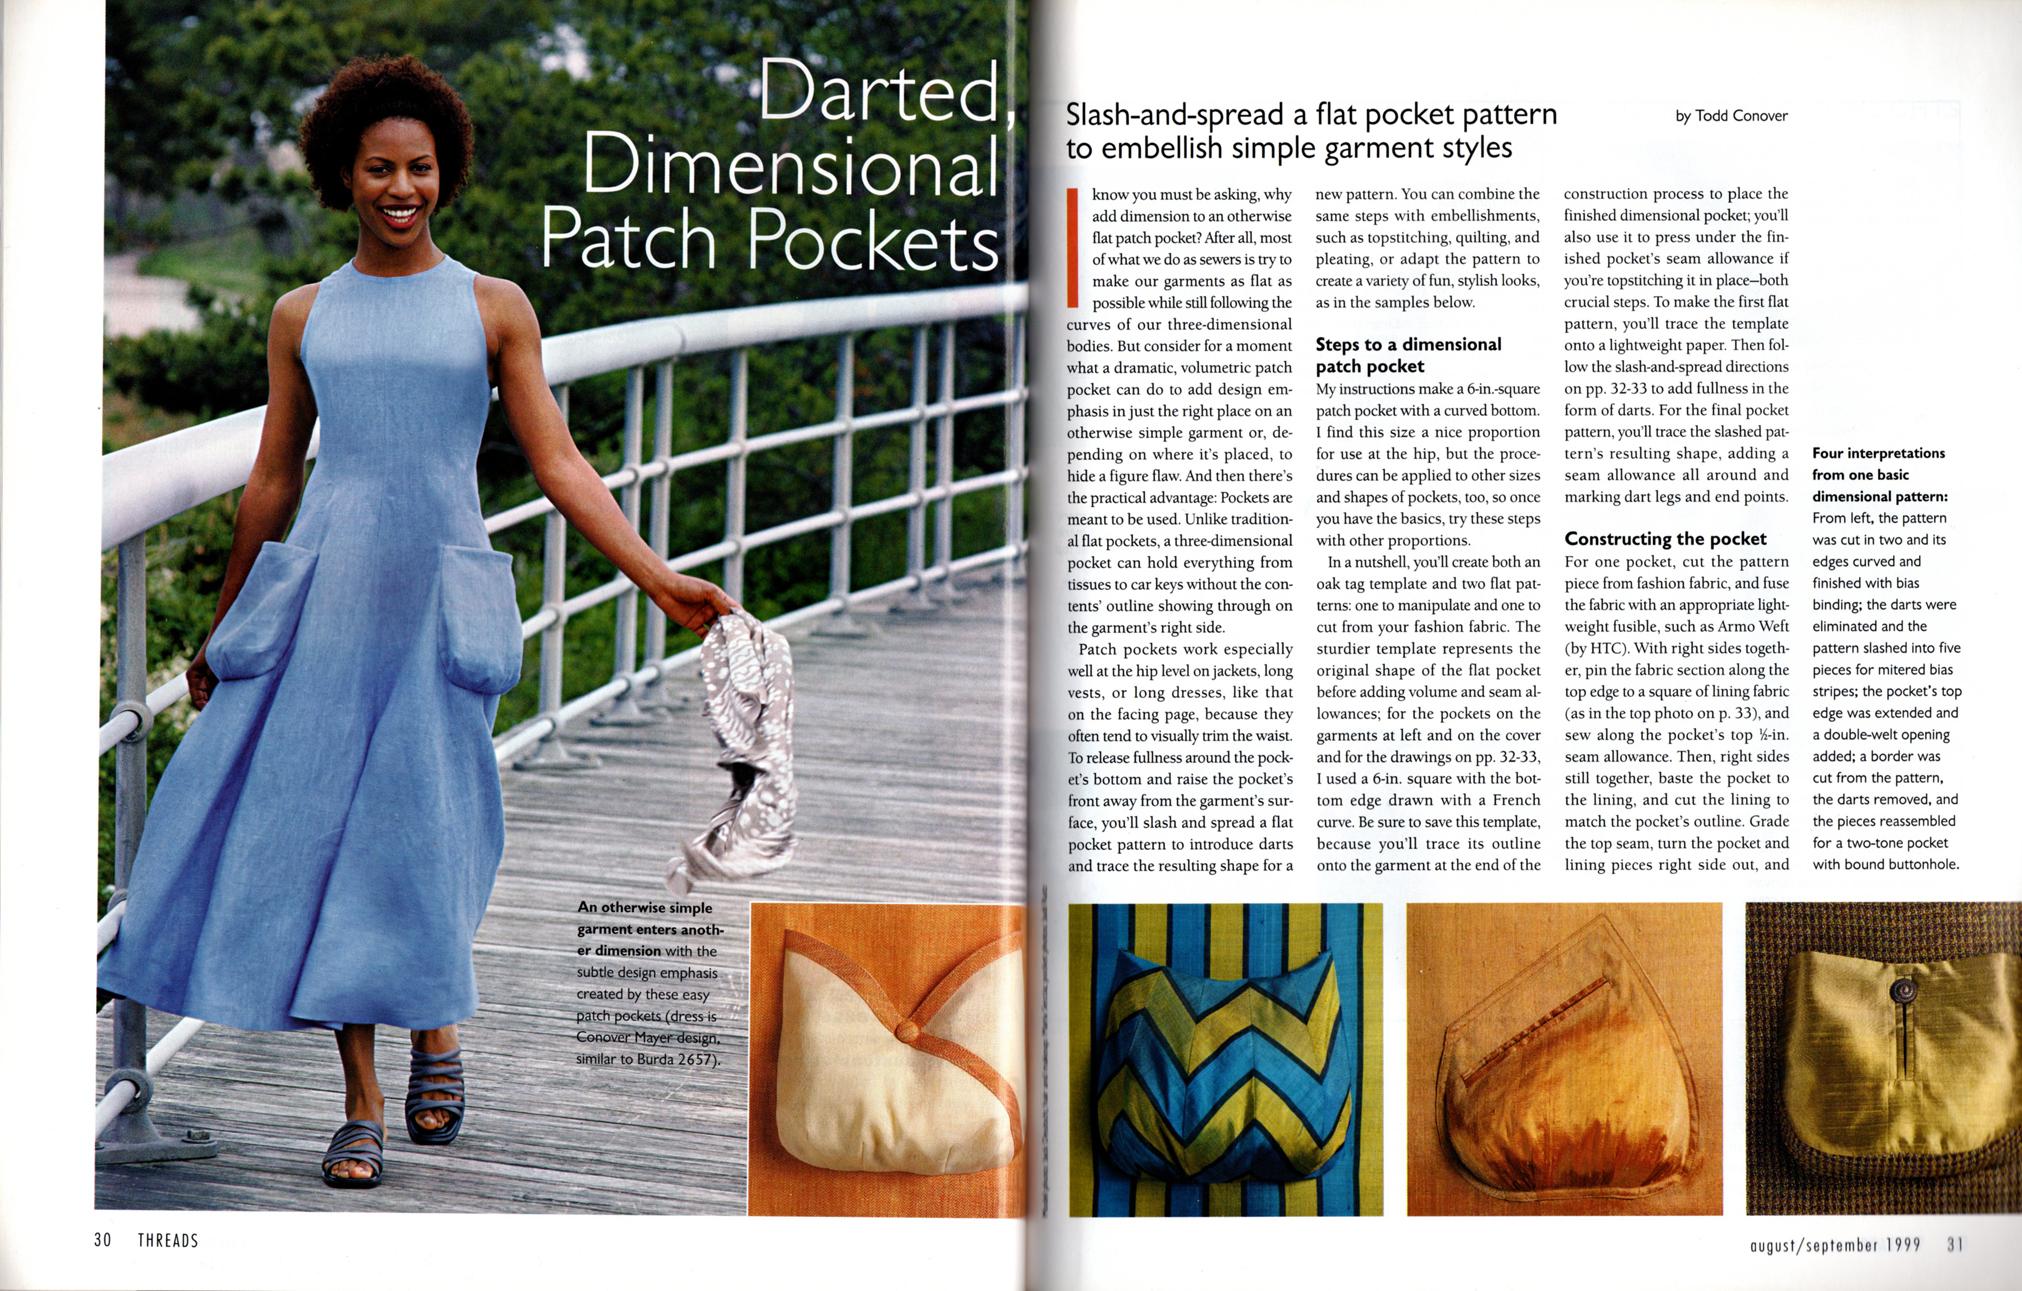 Darted,
Dimensional
Patch Pockets
An otherwise simple
garment enters anoth-
er dimension with the
subtle design emphasis
created by these easy
patch pockets (dress is
Conover Mayer design,
similar to Burda 2657).
30 THREADS
Slash-and-spread a flat pocket pattern
to embellish simple garment styles
by Todd Conover
I know you must be asking, why
add dimension to an otherwise
flat patch pocket? After all, most
of what we do as sewers is try to
make our garments as flat as
possible while still following the
curves of our three-dimensional
bodies. But consider for a moment
what a dramatic, volumetric patch
pocket can do to add design em-
phasis in just the right place on an
otherwise simple garment or, de-
pending on where it's placed, to
hide a figure flaw. And then there's
the practical advantage: Pockets are
meant to be used. Unlike tradition-
al flat pockets, a three-dimensional
pocket can hold everything from
tissues to car keys without the con-
tents' outline showing through on
the garment's right side.
Patch pockets work especially
well at the hip level on jackets, long
vests, or long dresses, like that
on the facing page, because they
often tend to visually trim the waist.
To release fullness around the pock-
et's bottom and raise the pocket's
front away from the garment's sur-
face, you'll slash and spread a flat
pocket pattern to introduce darts
and trace the resulting shape for a
new pattern. You can combine the
same steps with embellishments,
such as topstitching, quilting, and
pleating, or adapt the pattern to
create a variety of fun, stylish looks,
as in the samples below.
Steps to a dimensional
patch pocket
My instructions make a 6-in.-square
patch pocket with a curved bottom.
I find this size a nice proportion
for use at the hip, but the proce-
dures can be applied to other sizes
and shapes of pockets, too, so once
you have the basics, try these steps
with other proportions.
In a nutshell, you'll create both an
oak tag template and two flat pat-
terns: one to manipulate and one to
cut from your fashion fabric. The
sturdier template represents the
original shape of the flat pocket
before adding volume and seam al-
lowances; for the pockets on the
garments at left and on the cover
and for the drawings on pp. 32-33,
I used a 6-in. square with the bot-
tom edge drawn with a French
curve. Be sure to save this template,
because you'll trace its outline
onto the garment at the end of the
construction process to place the
finished dimensional pocket; you'll
also use it to press under the fin-
ished pocket's seam allowance if
you're topstitching it in place—both
crucial steps. To make the first flat
pattern, you'll trace the template
onto a lightweight paper. Then fol-
low the slash-and-spread directions
on pp. 32-33 to add fullness in the
form of darts. For the final pocket
pattern, you'll trace the slashed pat-
tern's resulting shape, adding a
seam allowance all around and
marking dart legs and end points.
Constructing the pocket
For one pocket, cut the pattern
piece from fashion fabric, and fuse
the fabric with an appropriate light-
weight fusible, such as Armo Weft
(by HTC). With right sides togeth-
er, pin the fabric section along the
top edge to a square of lining fabric
(as in the top photo on p. 33), and
sew along the pocket's top ½-in.
seam allowance. Then, right sides
still together, baste the pocket to
the lining, and cut the lining to
match the pocket's outline. Grade
the top seam, turn the pocket and
lining pieces right side out, and
Four interpretations
from one basic
dimensional pattern:
From left, the pattern
was cut in two and its
edges curved and
finished with bias
binding; the darts were
eliminated and the
pattern slashed into five
pieces for mitered bias
stripes; the pocket's top
edge was extended and
a double-welt opening
added; a border was
cut from the pattern,
the darts removed, and
the pieces reassembled
for a two-tone pocket
with bound buttonhole.
august/september 1999 31